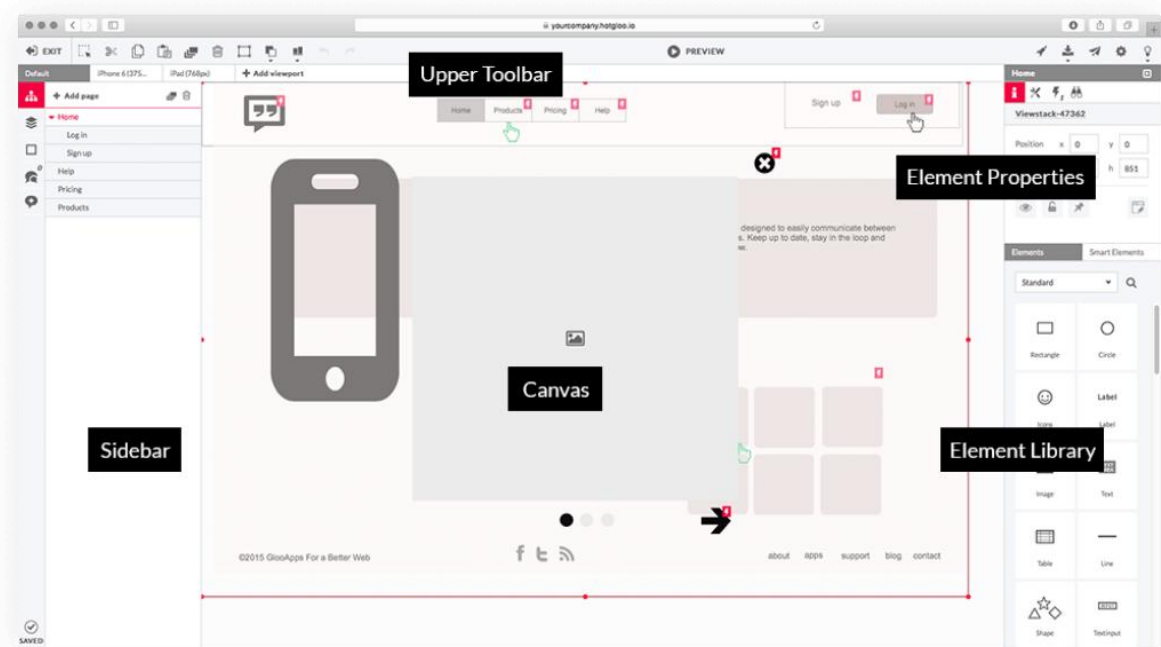 yourcompany.hotgloo.io
EXIT
PREVIEW
Default
iPhone 6 (375...
iPad (768px)
+ Add viewport
Upper Toolbar
Home
+ Add page
Home
Log in
Sign up
Help
Pricing
Products
Home
Products
Pricing
Help
Sign up
Log in
Viewstack-47362
Position x 0 y 0
h 851
Element Properties
designed to easily communicate between
s. Keep up to date, stay in the loop and
Elements
Smart Elements
Standard
Rectangle
Circle
Label
Icons
Label
Canvas
Sidebar
Element Library
Image
Text
Table
Line
Shape
Textinput
©2015 GlooApps For a Better Web
about apps support blog contact
SAVED